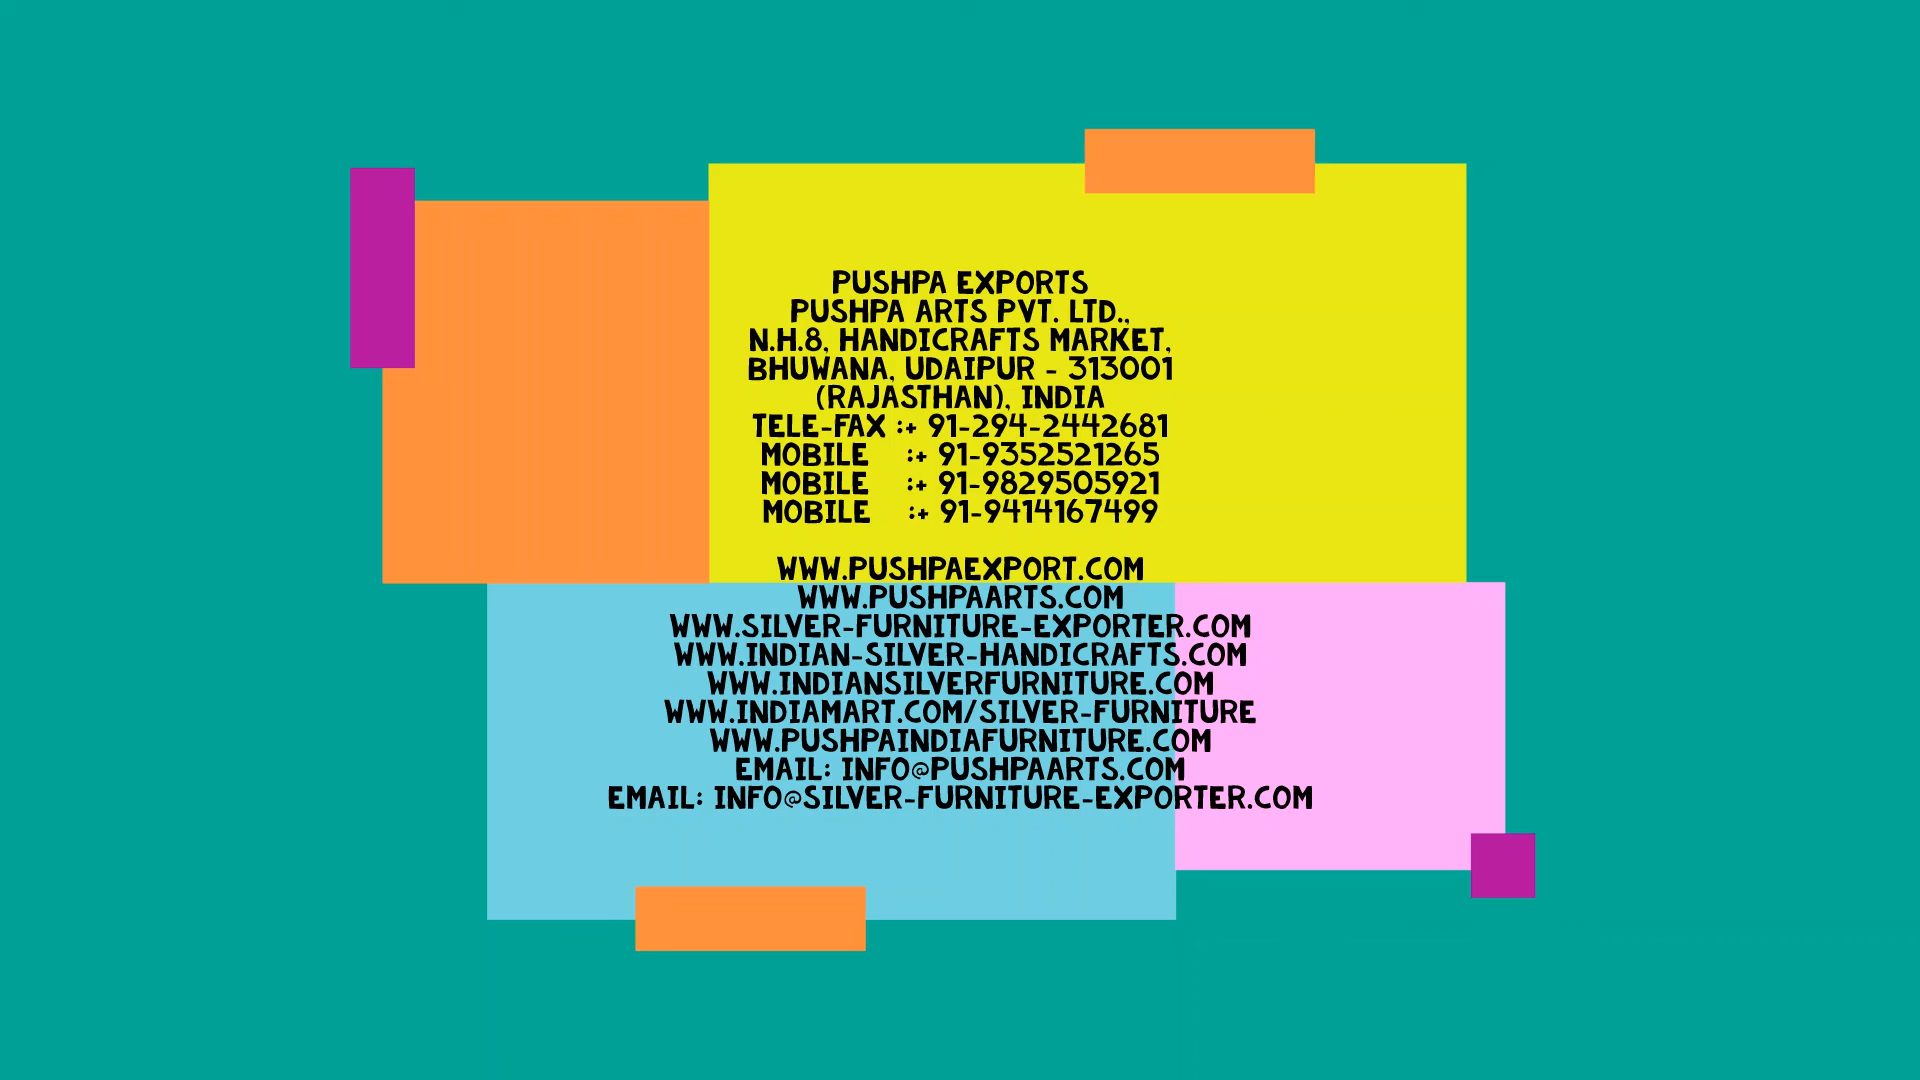 PUSHPA EXPORTS
PUSHPA ARTS PVT. LTD.,
N.H.8, HANDICRAFTS MARKET,
BHUWANA, UDAIPUR - 313001
(RAJASTHAN), INDIA
TELE-FAX :+ 91-294-2442681
MOBILE :+ 91-9352521265
MOBILE :+ 91-9829505921
MOBILE :+ 91-9414167499
WWW.PUSHPAEXPORT.COM
WWW.PUSHPAARTS.COM
WWW.SILVER-FURNITURE-EXPORTER.COM
WWW.INDIAN-SILVER-HANDICRAFTS.COM
WWW.INDIANSILVERFURNITURE.COM
WWW.INDIAMART.COM/SILVER-FURNITURE
WWW.PUSHPAINDIAFURNITURE.COM
EMAIL: INFO@PUSHPAARTS.COM
EMAIL: INFO@SILVER-FURNITURE-EXPORTER.COM